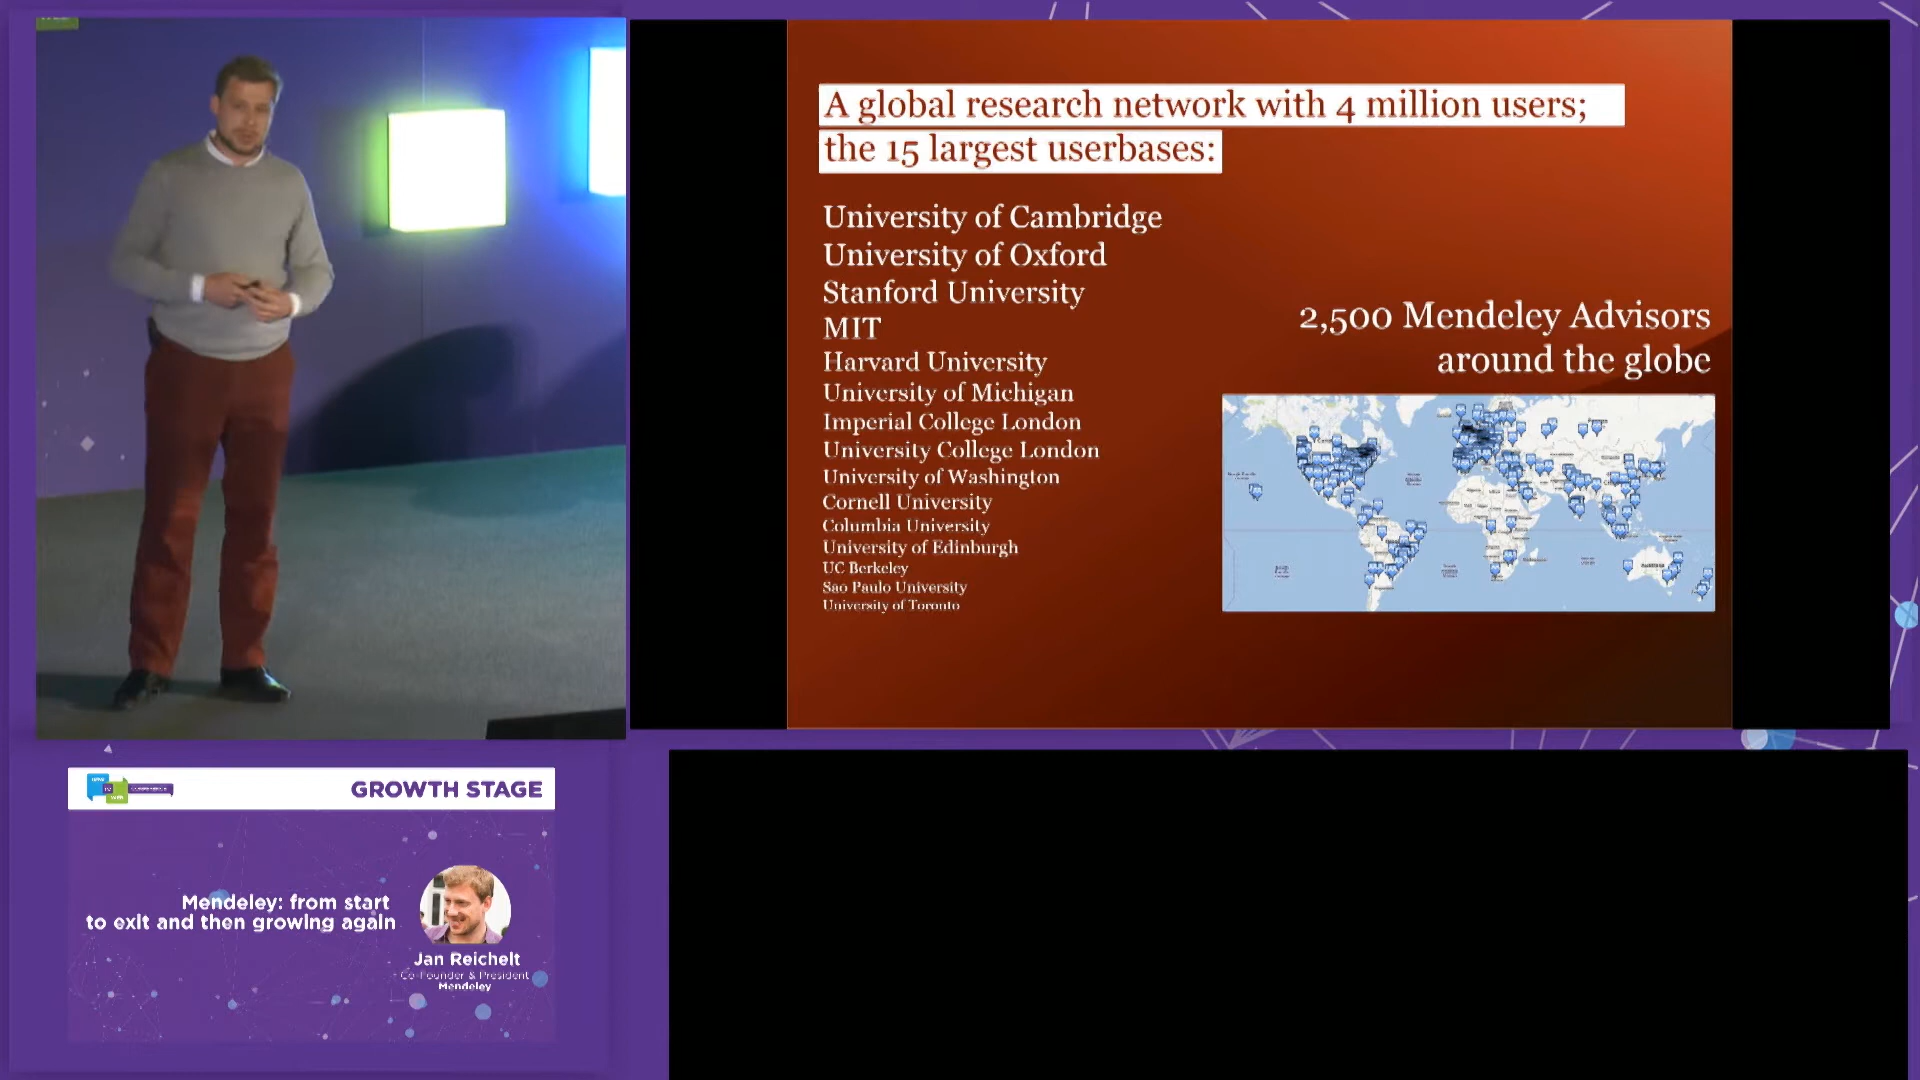 A global research network with 4 million users;
the 15 largest userbases:
University of Cambridge
University of Oxford
Stanford University
MIT
Harvard University
University of Michigan
Imperial College London
University College London
University of Washington
Cornell University
Columbia University
University of Edinburgh
UC Berkeley
Sao Paulo University
University of Toronto
2,500 Mendeley Advisors
around the globe
GROWTH STAGE
Mendeley: from start
to exit and then growing again
Jan Reichelt
Co-Founder & President
Mendeley